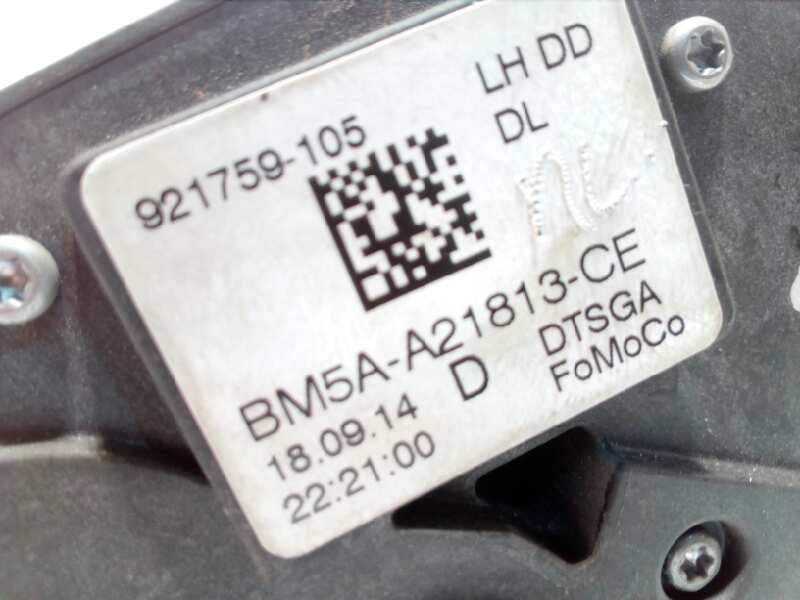 921759-105
LH DD
DL
BM5A-A21813-CE
18.09.14
D
DTSGA
22:21:00
FoMoCo